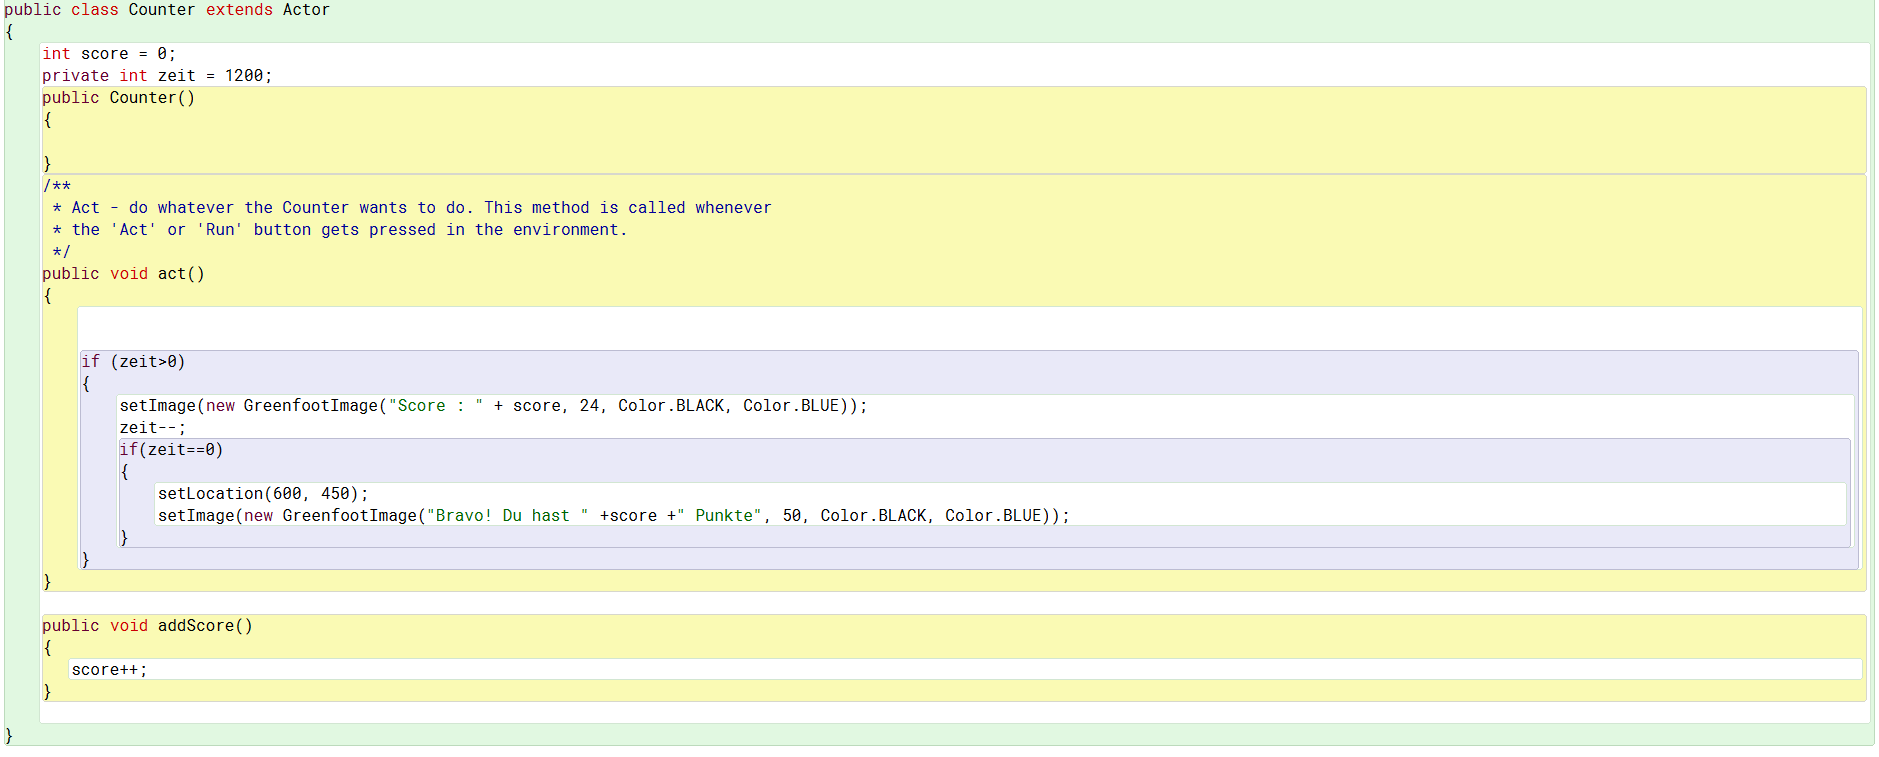 public class Counter extends Actor
{
int score = 0;
private int zeit = 1200;
public Counter()
{
}
/**
* Act - do whatever the Counter wants to do. This method is called whenever
* the 'Act' or 'Run' button gets pressed in the environment.
*/
public void act()
{
if (zeit>0)
{
setImage(new GreenfootImage("Score : " + score, 24, Color.BLACK, Color.BLUE));
zeit--;
if(zeit==0)
{
setLocation(600, 450);
setImage(new GreenfootImage("Bravo! Du hast " +score +" Punkte", 50, Color.BLACK, Color.BLUE));
}
}
}
public void addScore()
{
score++;
}
}